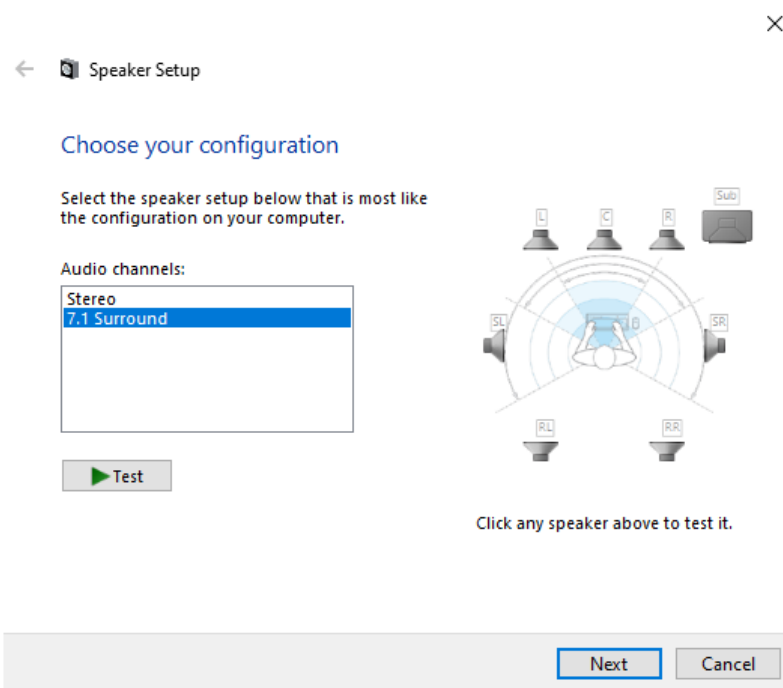 Speaker Setup
Choose your configuration
Select the speaker setup below that is most like
the configuration on your computer.
Audio channels:
Stereo
7.1 Surround
Test
Sub
L
C
R
SL
SR
RL
RR
Click any speaker above to test it.
Next
Cancel